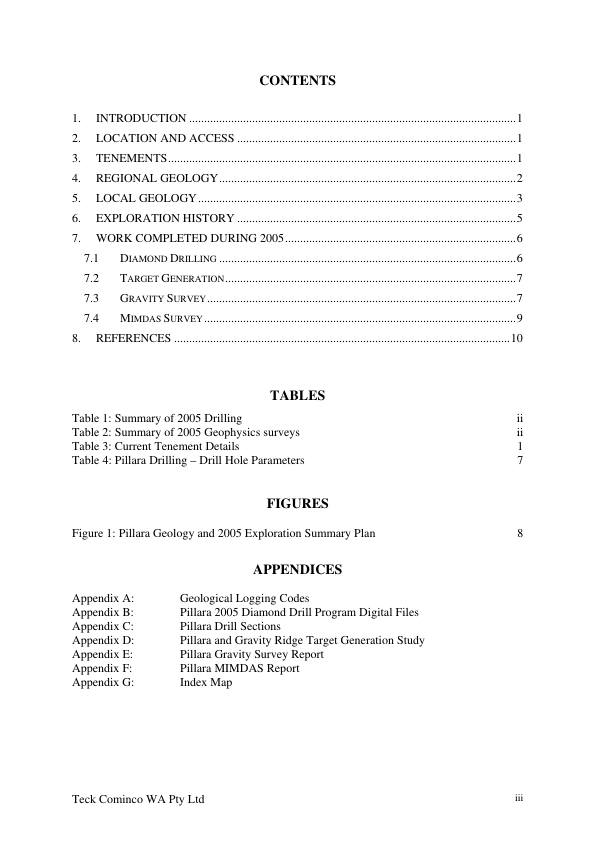 CONTENTS
1. INTRODUCTION ............................................................................................................. 1
2. LOCATION AND ACCESS ............................................................................................. 1
3. TENEMENTS .................................................................................................................... 1
4. REGIONAL GEOLOGY ................................................................................................... 2
5. LOCAL GEOLOGY .......................................................................................................... 3
6. EXPLORATION HISTORY ............................................................................................. 5
7. WORK COMPLETED DURING 2005 ............................................................................. 6
7.1 DIAMOND DRILLING ................................................................................................... 6
7.2 TARGET GENERATION ................................................................................................. 7
7.3 GRAVITY SURVEY ....................................................................................................... 7
7.4 MIMDAS SURVEY ........................................................................................................ 9
8. REFERENCES ................................................................................................................ 10
TABLES
Table 1: Summary of 2005 Drilling ii
Table 2: Summary of 2005 Geophysics surveys ii
Table 3: Current Tenement Details 1
Table 4: Pillara Drilling – Drill Hole Parameters 7
FIGURES
Figure 1: Pillara Geology and 2005 Exploration Summary Plan 8
APPENDICES
Appendix A: Geological Logging Codes
Appendix B: Pillara 2005 Diamond Drill Program Digital Files
Appendix C: Pillara Drill Sections
Appendix D: Pillara and Gravity Ridge Target Generation Study
Appendix E: Pillara Gravity Survey Report
Appendix F: Pillara MIMDAS Report
Appendix G: Index Map
Teck Cominco WA Pty Ltd iii